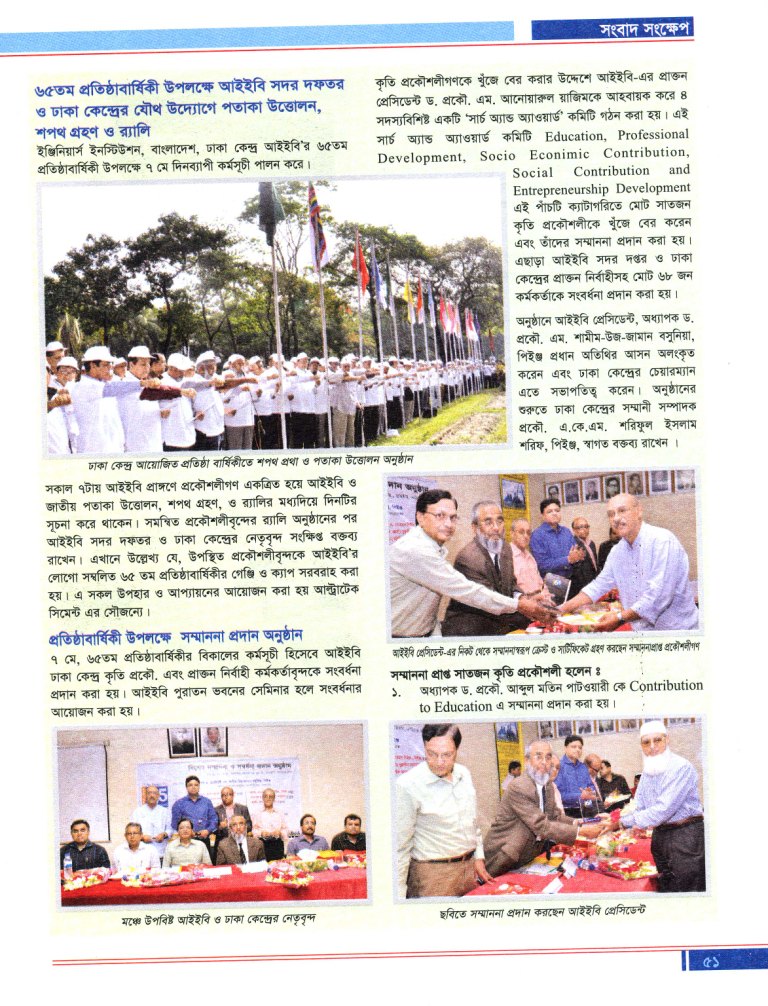 সংবাদ সংক্ষেপ
৬৫তম প্রতিষ্ঠাবার্ষিকী উপলক্ষে আইইবি সদর দফতর
ও ঢাকা কেন্দ্রের যৌথ উদ্যোগে পতাকা উত্তোলন,
শপথ গ্রহণ ও র‍্যালি
ইঞ্জিনিয়ার্স ইনস্টিউশন, বাংলাদেশ, ঢাকা কেন্দ্র আইইবি'র ৬৫তম
প্রতিষ্ঠাবার্ষিকী উপলক্ষে ৭ মে দিনব্যাপী কর্মসূচী পালন করে।
ঢাকা কেন্দ্র আয়োজিত প্রতিষ্ঠা বার্ষিকীতে শপথ প্রথা ও পতাকা উত্তোলন অনুষ্ঠান
সকাল ৭টায় আইইবি প্রাঙ্গণে প্রকৌশলীগণ একত্রিত হয়ে আইইবি ও
জাতীয় পতাকা উত্তোলন, শপথ গ্রহণ, ও র‍্যালির মধ্যদিয়ে দিনটির
সূচনা করে থাকেন। সমন্বিত প্রকৌশলীবৃন্দের র‍্যালি অনুষ্ঠানের পর
আইইবি সদর দফতর ও ঢাকা কেন্দ্রের নেতৃবৃন্দ সংক্ষিপ্ত বক্তব্য
রাখেন। এখানে উল্লেখ্য যে, উপস্থিত প্রকৌশলীবৃন্দকে আইইবি'র
লোগো সম্বলিত ৬৫ তম প্রতিষ্ঠাবার্ষিকীর গেঞ্জি ও ক্যাপ সরবরাহ করা
হয়। এ সকল উপহার ও আপ্যায়নের আয়োজন করা হয় আল্ট্রাটেক
সিমেন্ট এর সৌজন্যে।
প্রতিষ্ঠাবার্ষিকী উপলক্ষে সম্মাননা প্রদান অনুষ্ঠান
৭ মে, ৬৫তম প্রতিষ্ঠাবার্ষিকীর বিকালের কর্মসূচী হিসেবে আইইবি
ঢাকা কেন্দ্র কৃতি প্রকৌ. এবং প্রাক্তন নির্বাহী কর্মকর্তাবৃন্দকে সংবর্ধনা
প্রদান করা হয়। আইইবি পুরাতন ভবনের সেমিনার হলে সংবর্ধনার
আয়োজন করা হয়।
মঞ্চে উপবিষ্ট আইইবি ও ঢাকা কেন্দ্রের নেতৃবৃন্দ
কৃতি প্রকৌশলীগণকে খুঁজে বের করার উদ্দেশে আইইবি-এর প্রাক্তন
প্রেসিডেন্ট ড. প্রকৌ. এম. আনোয়ারুল য়াজিমকে আহবায়ক করে ৪
সদস্যবিশিষ্ট একটি 'সার্চ অ্যান্ড অ্যাওয়ার্ড' কমিটি গঠন করা হয়। এই
সার্চ অ্যান্ড অ্যাওয়ার্ড কমিটি Education, Professional
Development, Socio Econimic Contribution,
Social Contribution and
Entrepreneurship Development
এই পাঁচটি ক্যাটাগরিতে মোট সাতজন
কৃতি প্রকৌশলীকে খুঁজে বের করেন
এবং তাঁদের সম্মাননা প্রদান করা হয়।
এছাড়া আইইবি সদর দপ্তর ও ঢাকা
কেন্দ্রের প্রাক্তন নির্বাহীসহ মোট ৬৮ জন
কর্মকর্তাকে সংবর্ধনা প্রদান করা হয়।
অনুষ্ঠানে আইইবি প্রেসিডেন্ট, অধ্যাপক ড.
প্রকৌ. এম. শামীম-উজ-জামান বসুনিয়া,
পিইঞ্জ প্রধান অতিথির আসন অলংকৃত
করেন এবং ঢাকা কেন্দ্রের চেয়ারম্যান
এতে সভাপতিত্ব করেন। অনুষ্ঠানের
শুরুতে ঢাকা কেন্দ্রের সম্মানী সম্পাদক
প্রকৌ. এ.কে.এম. শরিফুল ইসলাম
শরিফ, পিইঞ্জ, স্বাগত বক্তব্য রাখেন ।
আইইবি প্রেসিডেন্ট-এর নিকট থেকে সম্মাননাস্বরূপ ক্রেস্ট ও সার্টিফিকেট গ্রহণ করছেন সম্মাননাপ্রাপ্ত প্রকৌশলীগণ
সম্মাননা প্রাপ্ত সাতজন কৃতি প্রকৌশলী হলেন ঃ
১. অধ্যাপক ড. প্রকৌ. আব্দুল মতিন পাটওয়ারী কে Contribution
to Education এ সম্মাননা প্রদান করা হয়।
ছবিতে সম্মাননা প্রদান করছেন আইইবি প্রেসিডেন্ট
৫১